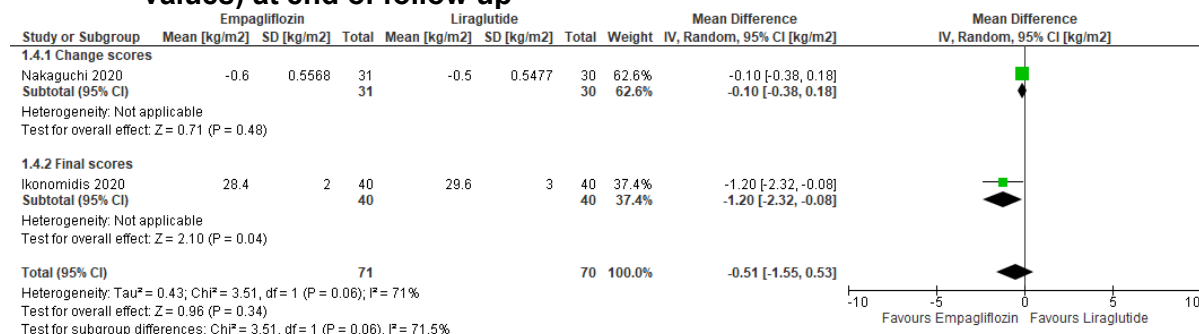 values) at end of follow-up
Empagliflozin Liraglutide Mean Difference Mean Difference
Study or Subgroup Mean [kg/m2] SD [kg/m2] Total Mean [kg/m2] SD [kg/m2] Total Weight IV, Random, 95% CI [kg/m2] IV, Random, 95% CI [kg/m2]
1.4.1 Change scores
Nakaguchi 2020 -0.6 0.5568 31 -0.5 0.5477 30 62.6% -0.10 [-0.38, 0.18]
Subtotal (95% CI) 31 30 62.6% -0.10 [-0.38, 0.18]
Heterogeneity: Not applicable
Test for overall effect: Z = 0.71 (P = 0.48)
1.4.2 Final scores
Ikonomidis 2020 28.4 2 40 29.6 3 40 37.4% -1.20 [-2.32, -0.08]
Subtotal (95% CI) 40 40 37.4% -1.20 [-2.32, -0.08]
Heterogeneity: Not applicable
Test for overall effect: Z = 2.10 (P = 0.04)
Total (95% CI) 71 70 100.0% -0.51 [-1.55, 0.53]
Heterogeneity: Tau² = 0.43; Chi² = 3.51, df = 1 (P = 0.06); I² = 71%
Test for overall effect: Z = 0.96 (P = 0.34)
Test for subgroup differences: Chi² = 3.51, df = 1 (P = 0.06), I² = 71.5%
-10 -5 0 5 10
Favours Empagliflozin Favours Liraglutide